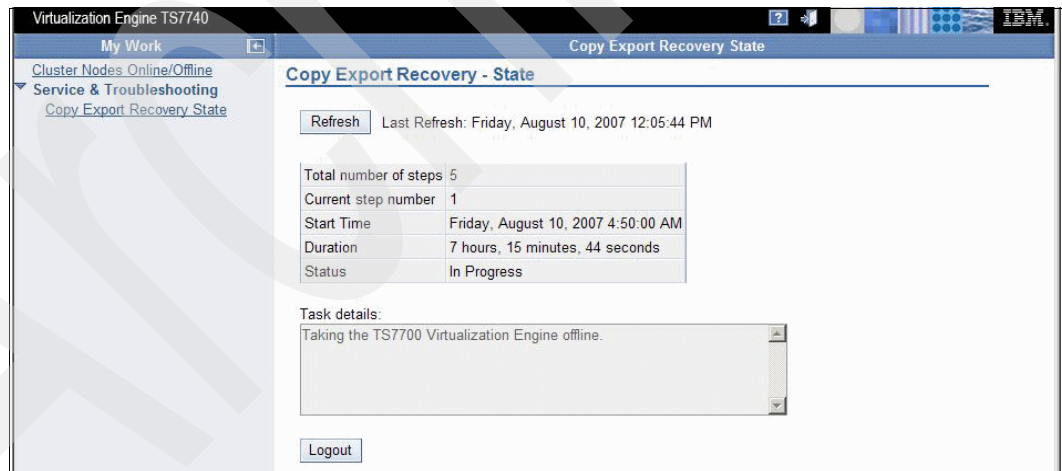 Virtualization Engine TS7740
? IBM.
My Work
Copy Export Recovery State
Cluster Nodes Online/Offline
Service & Troubleshooting
Copy Export Recovery State
Copy Export Recovery - State
Refresh Last Refresh: Friday, August 10, 2007 12:05:44 PM
Total number of steps 5
Current step number 1
Start Time Friday, August 10, 2007 4:50:00 AM
Duration 7 hours, 15 minutes, 44 seconds
Status In Progress
Task details:
Taking the TS7700 Virtualization Engine offline.
Logout